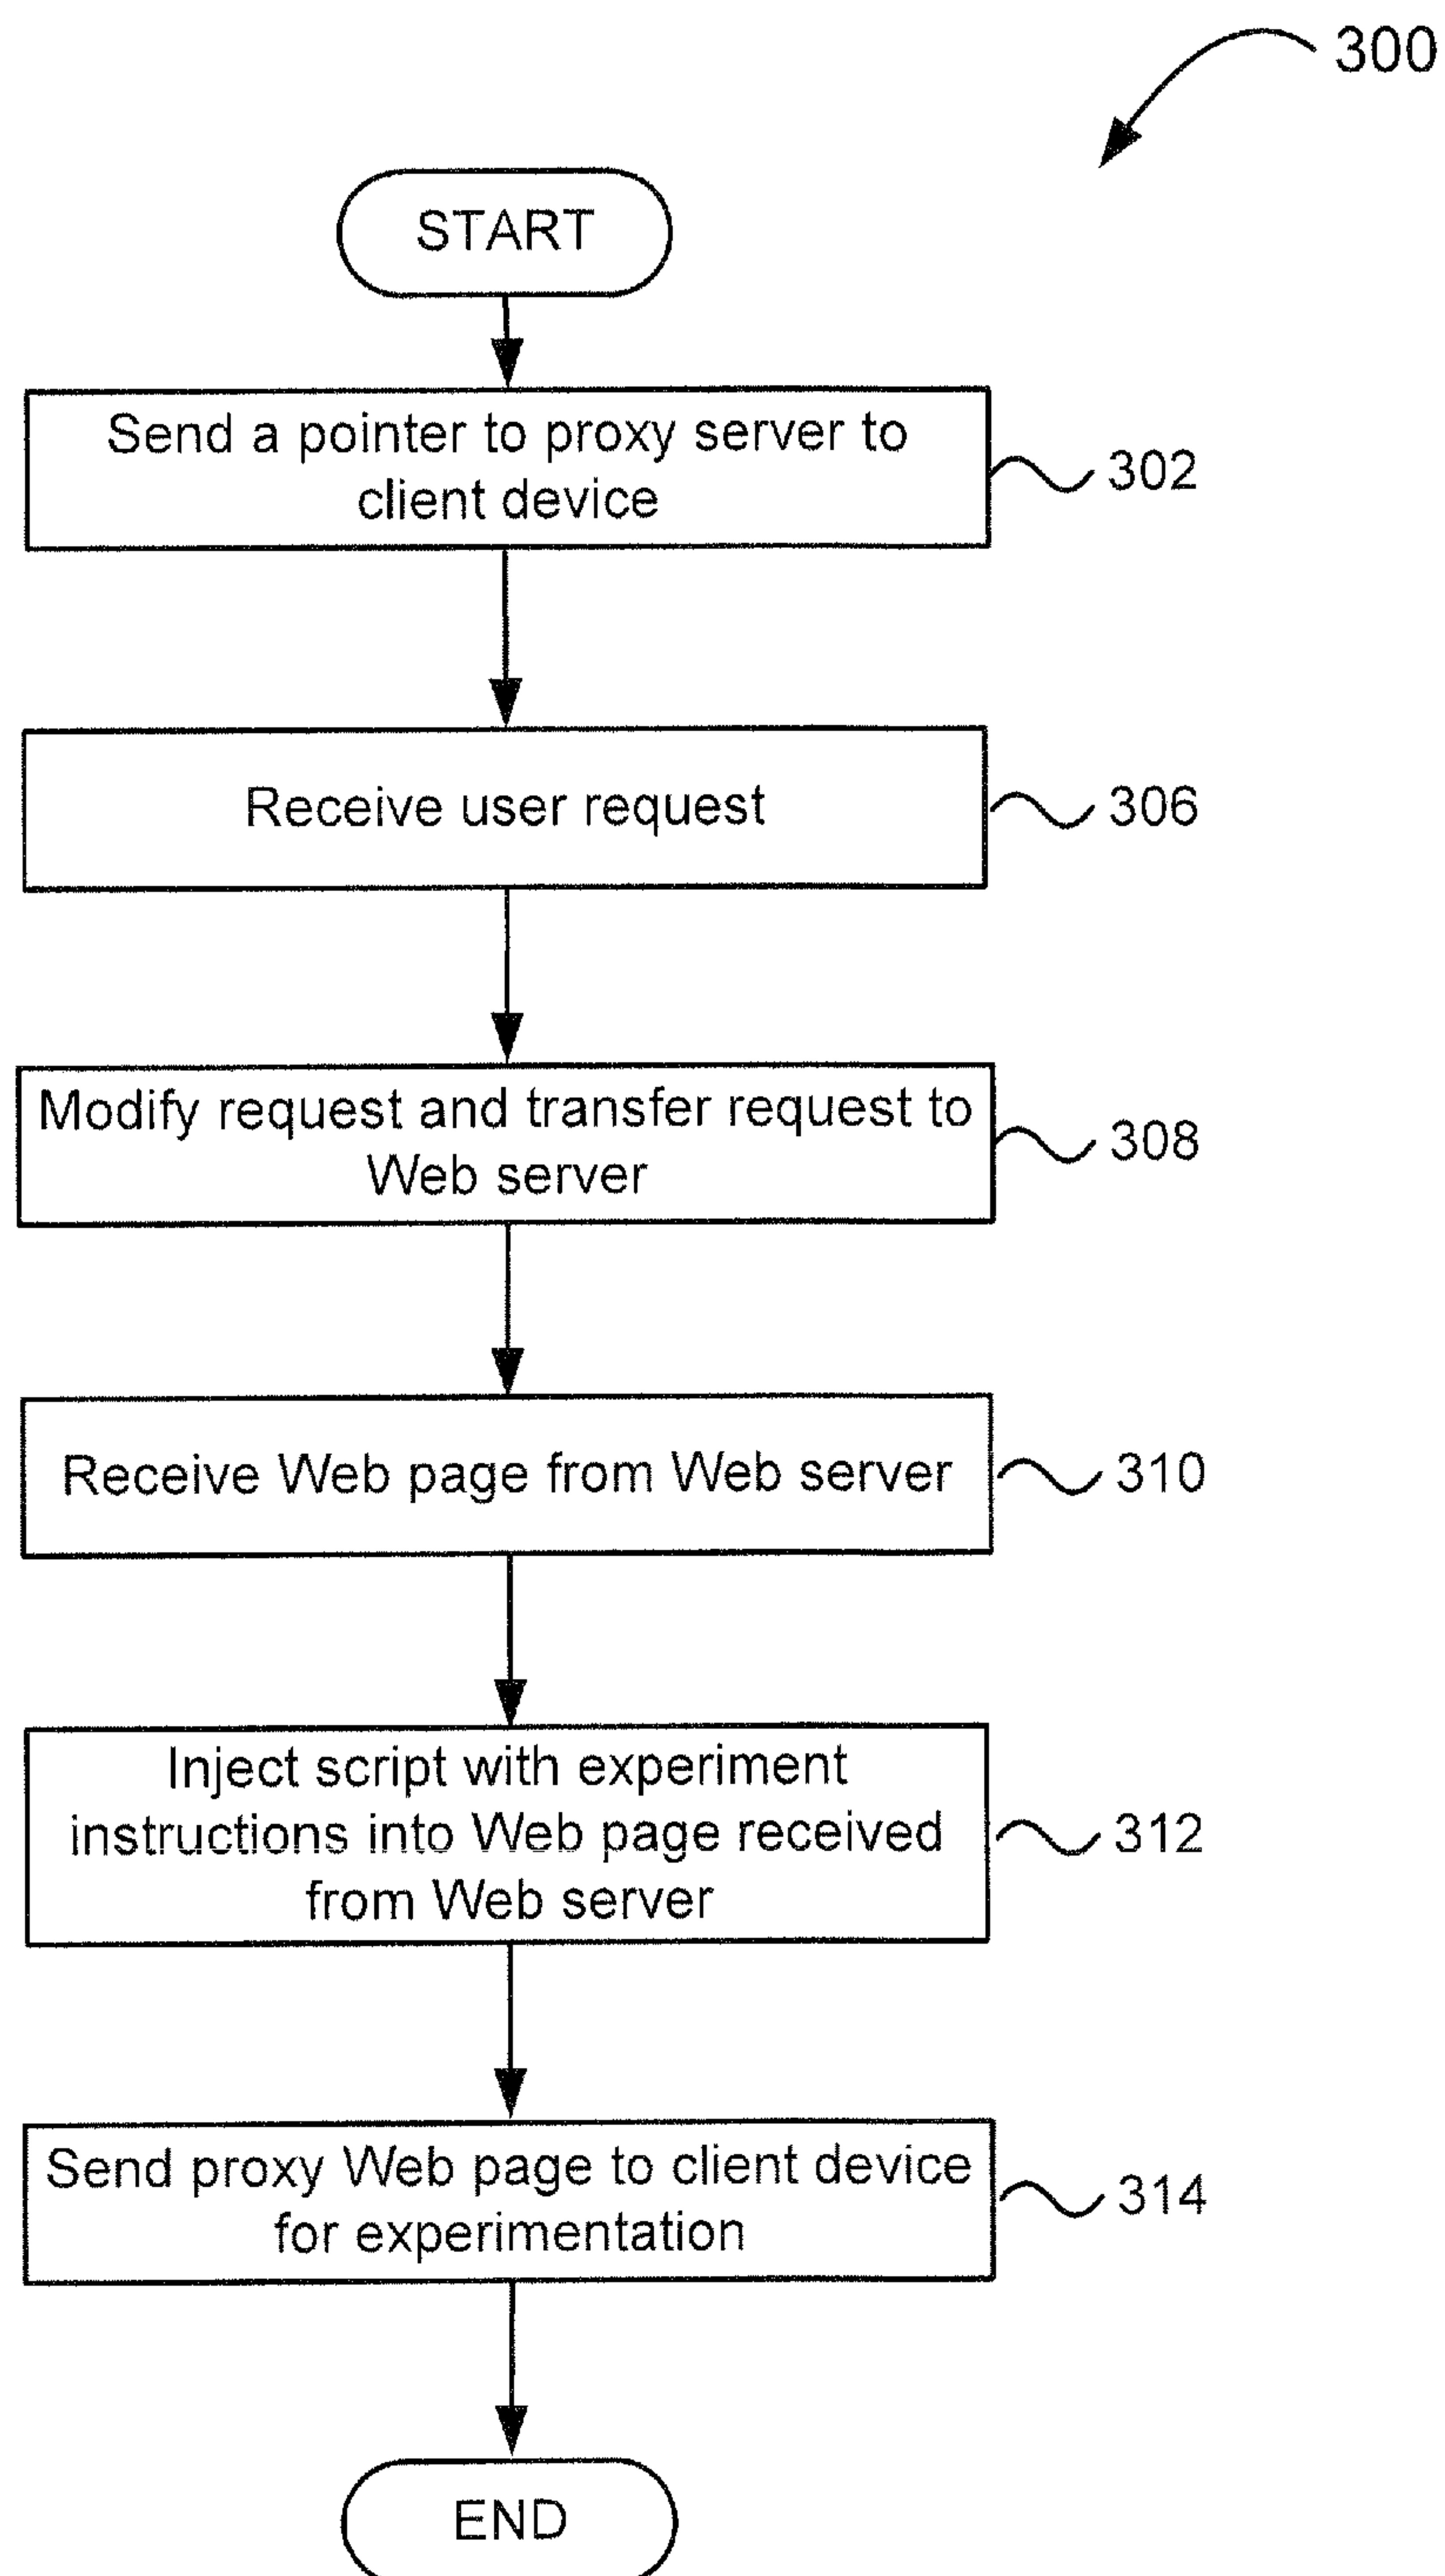 300
START
Send a pointer to proxy server to
client device
302
Receive user request
306
Modify request and transfer request to
Web server
308
Receive Web page from Web server
310
Inject script with experiment
instructions into Web page received
from Web server
312
Send proxy Web page to client device
for experimentation
314
END